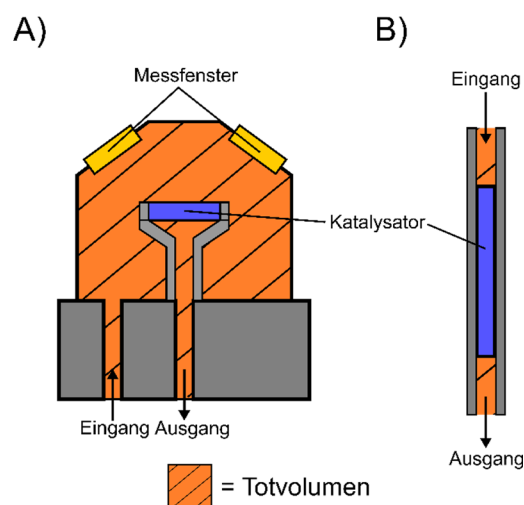 A)
B)
Messfenster
Eingang
Katalysator
Eingang Ausgang
Ausgang
= Totvolumen